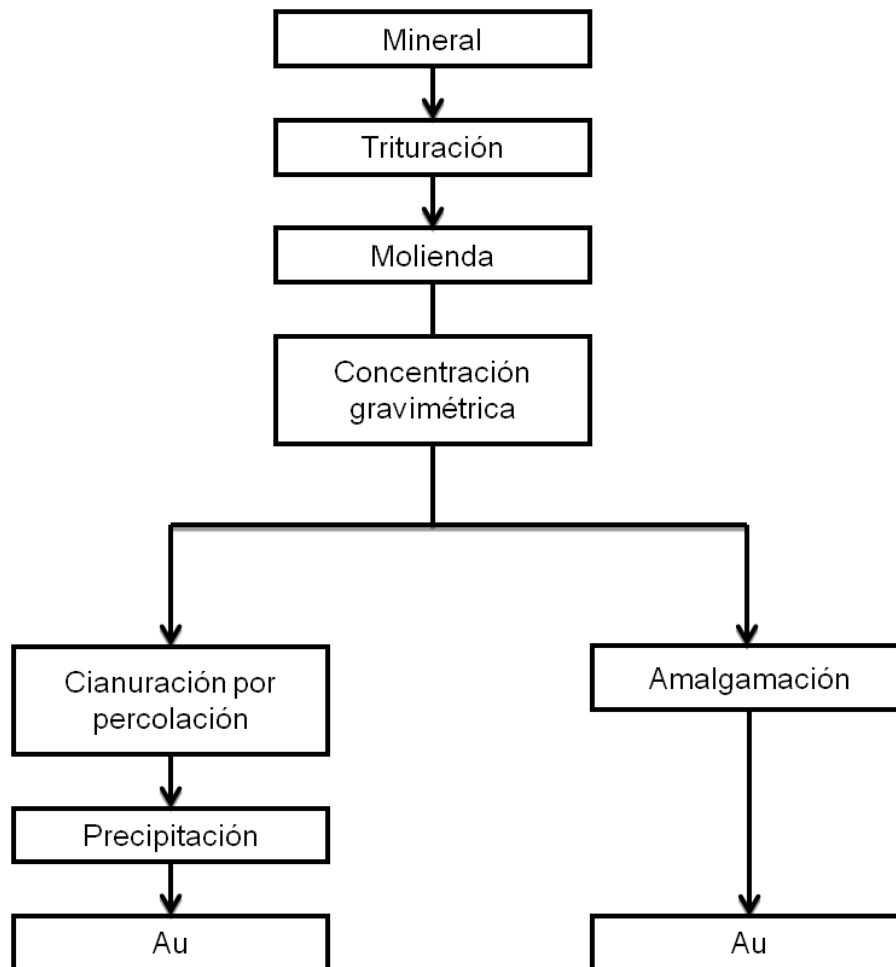 Mineral
Trituración
Molienda
Concentración
gravimétrica
Cianuración por
percolación
Amalgamación
Precipitación
Au
Au